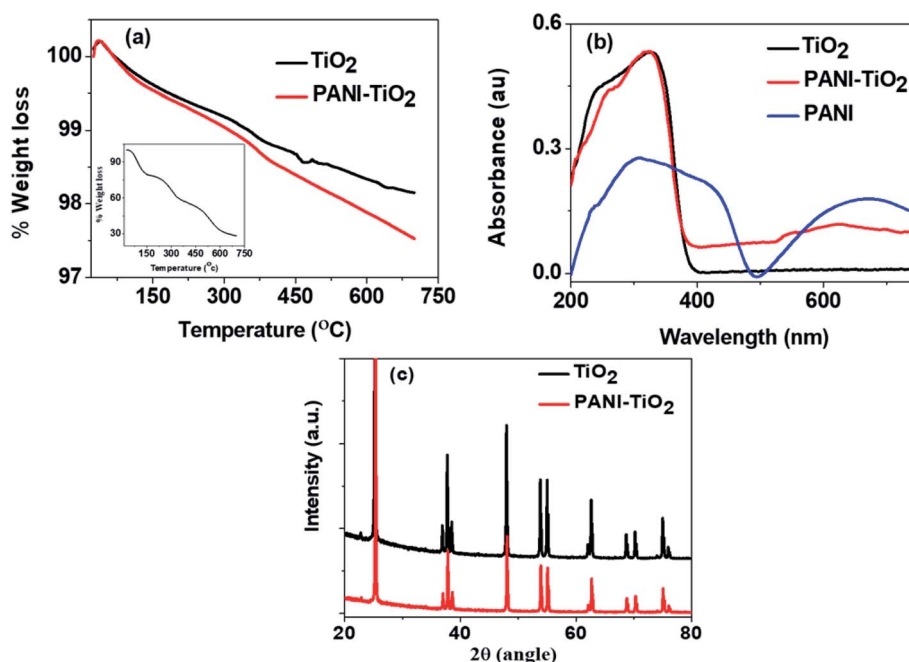 (a)
TiO2
PANI-TiO2
% Weight loss
100
99
98
97
150 300 450 600 750
Temperature (OC)
% Weight loss
90
60
30
150 300 450 600 750
Temperature (Oc)
(b)
TiO2
PANI-TiO2
PANI
Absorbance (au)
0.6
0.3
0.0
200 400 600
Wavelength (nm)
(c)
TiO2
PANI-TiO2
Intensity (a.u.)
20 40 60 80
2θ (angle)